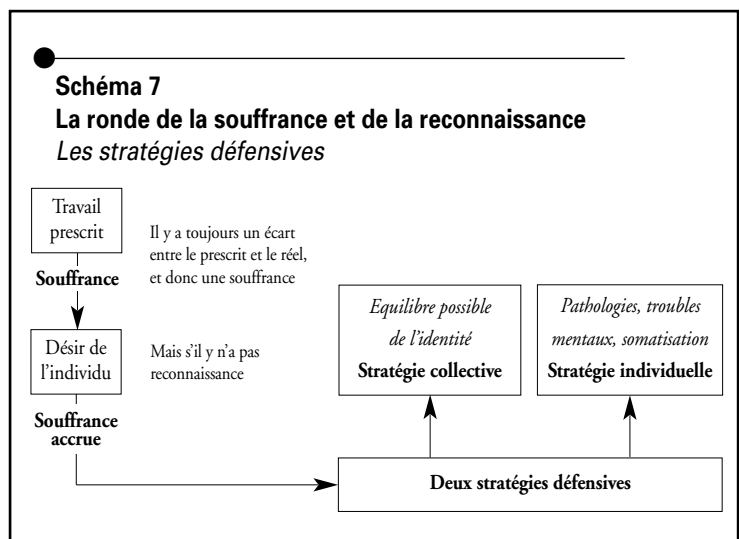 Schéma 7
La ronde de la souffrance et de la reconnaissance
Les stratégies défensives
Travail
prescrit
Il y a toujours un écart
entre le prescrit et le réel,
et donc une souffrance
Souffrance
Désir de
l'individu
Mais s'il y n'a pas
reconnaissance
Souffrance
accrue
Equilibre possible
de l'identité
Stratégie collective
Pathologies, troubles
mentaux, somatisation
Stratégie individuelle
Deux stratégies défensives